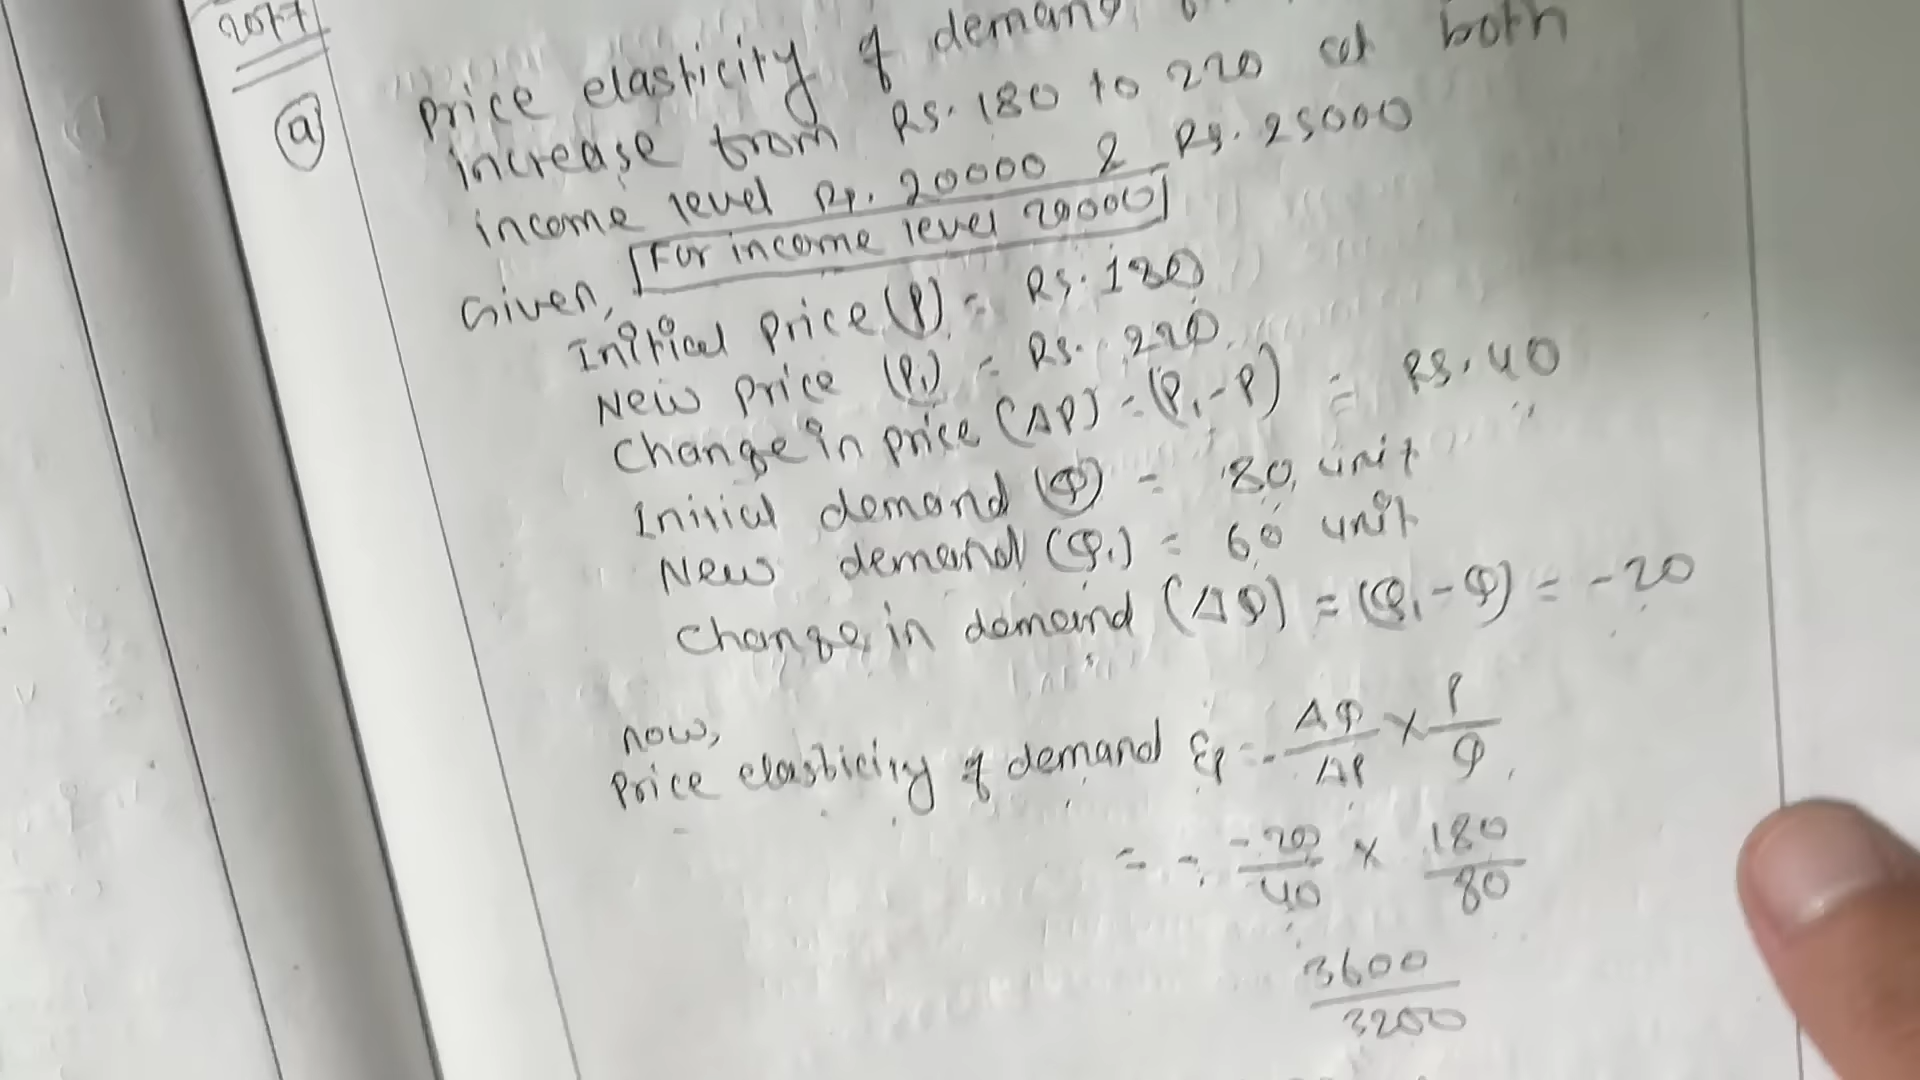 2077
(a) Price elasticity of demand
increase from Rs. 180 to 220 at both
income level Rs. 20000 & Rs. 25000
Given, For income level 20000
Initial price (P) = Rs. 180
New price (P₁) = Rs. 220
Change in price (ΔP) = (P₁-P) = Rs. 40
Initial demand (Q) = 80 unit
New demand (Q₁) = 60 unit
Change in demand (ΔQ) = (Q₁-Q) = -20
now,
Price elasticity of demand Ep = - ΔQ/ΔP × P/Q
= - -20/40 × 180/80
3600/3200